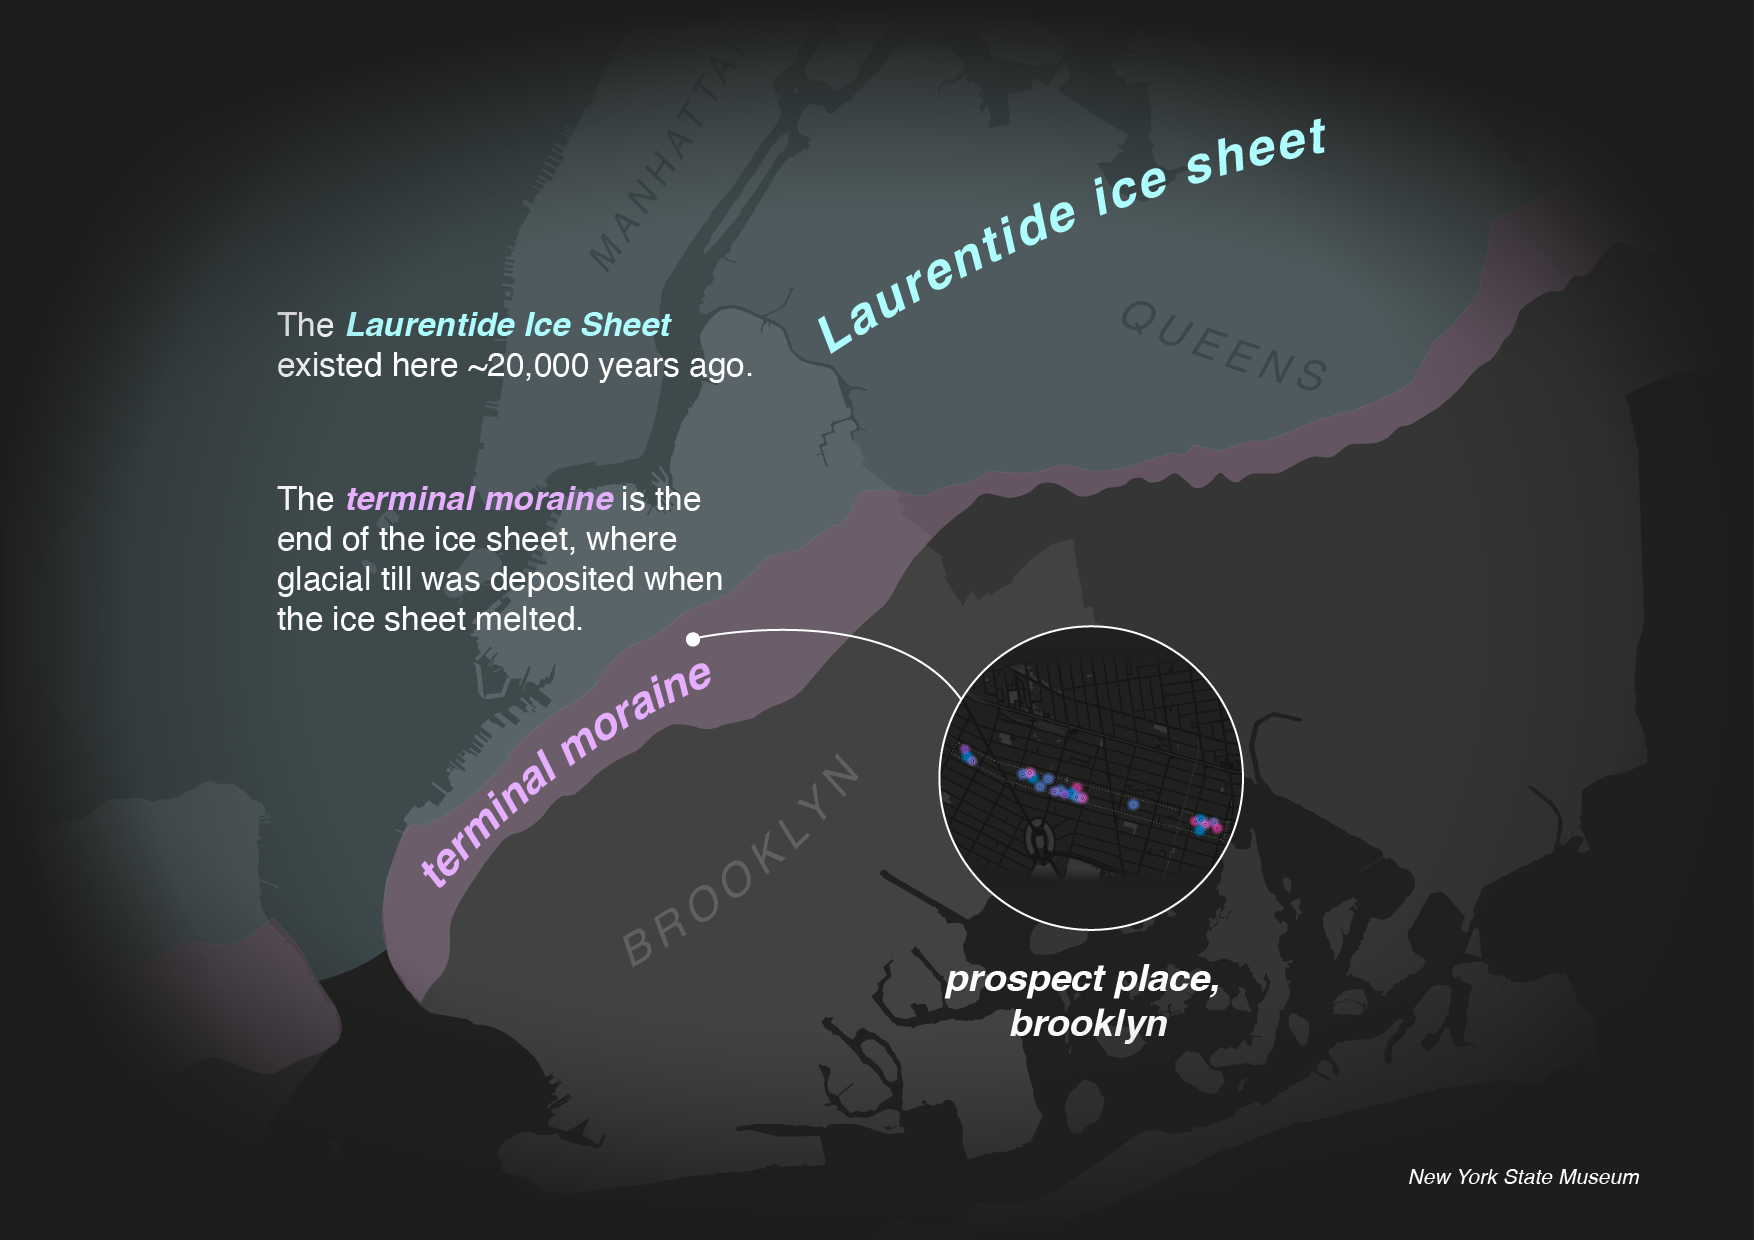 MANHATTAN
Laurentide ice sheet
QUEENS
The Laurentide Ice Sheet
existed here ~20,000 years ago.
The terminal moraine is the
end of the ice sheet, where
glacial till was deposited when
the ice sheet melted.
terminal moraine
BROOKLYN
prospect place,
brooklyn
New York State Museum